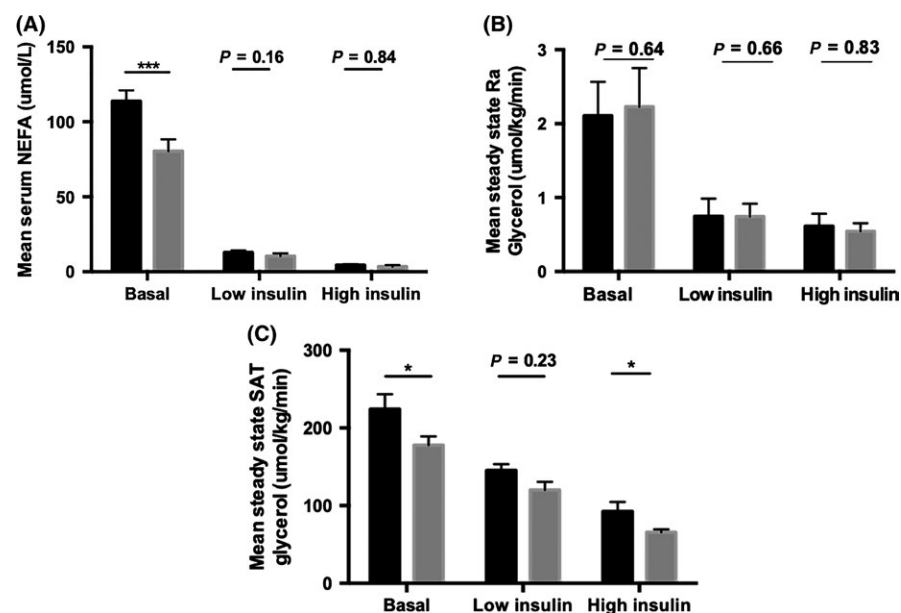 (A)
Mean serum NEFA (umol/L)
150
100
50
0
***
P = 0.16
P = 0.84
Basal
Low insulin
High insulin
(B)
Mean steady state Ra
Glycerol (umol/kg/min)
3
2
1
0
P = 0.64
P = 0.66
P = 0.83
Basal
Low insulin
High insulin
(C)
Mean steady state SAT
glycerol (umol/kg/min)
300
200
100
0
*
P = 0.23
*
Basal
Low insulin
High insulin